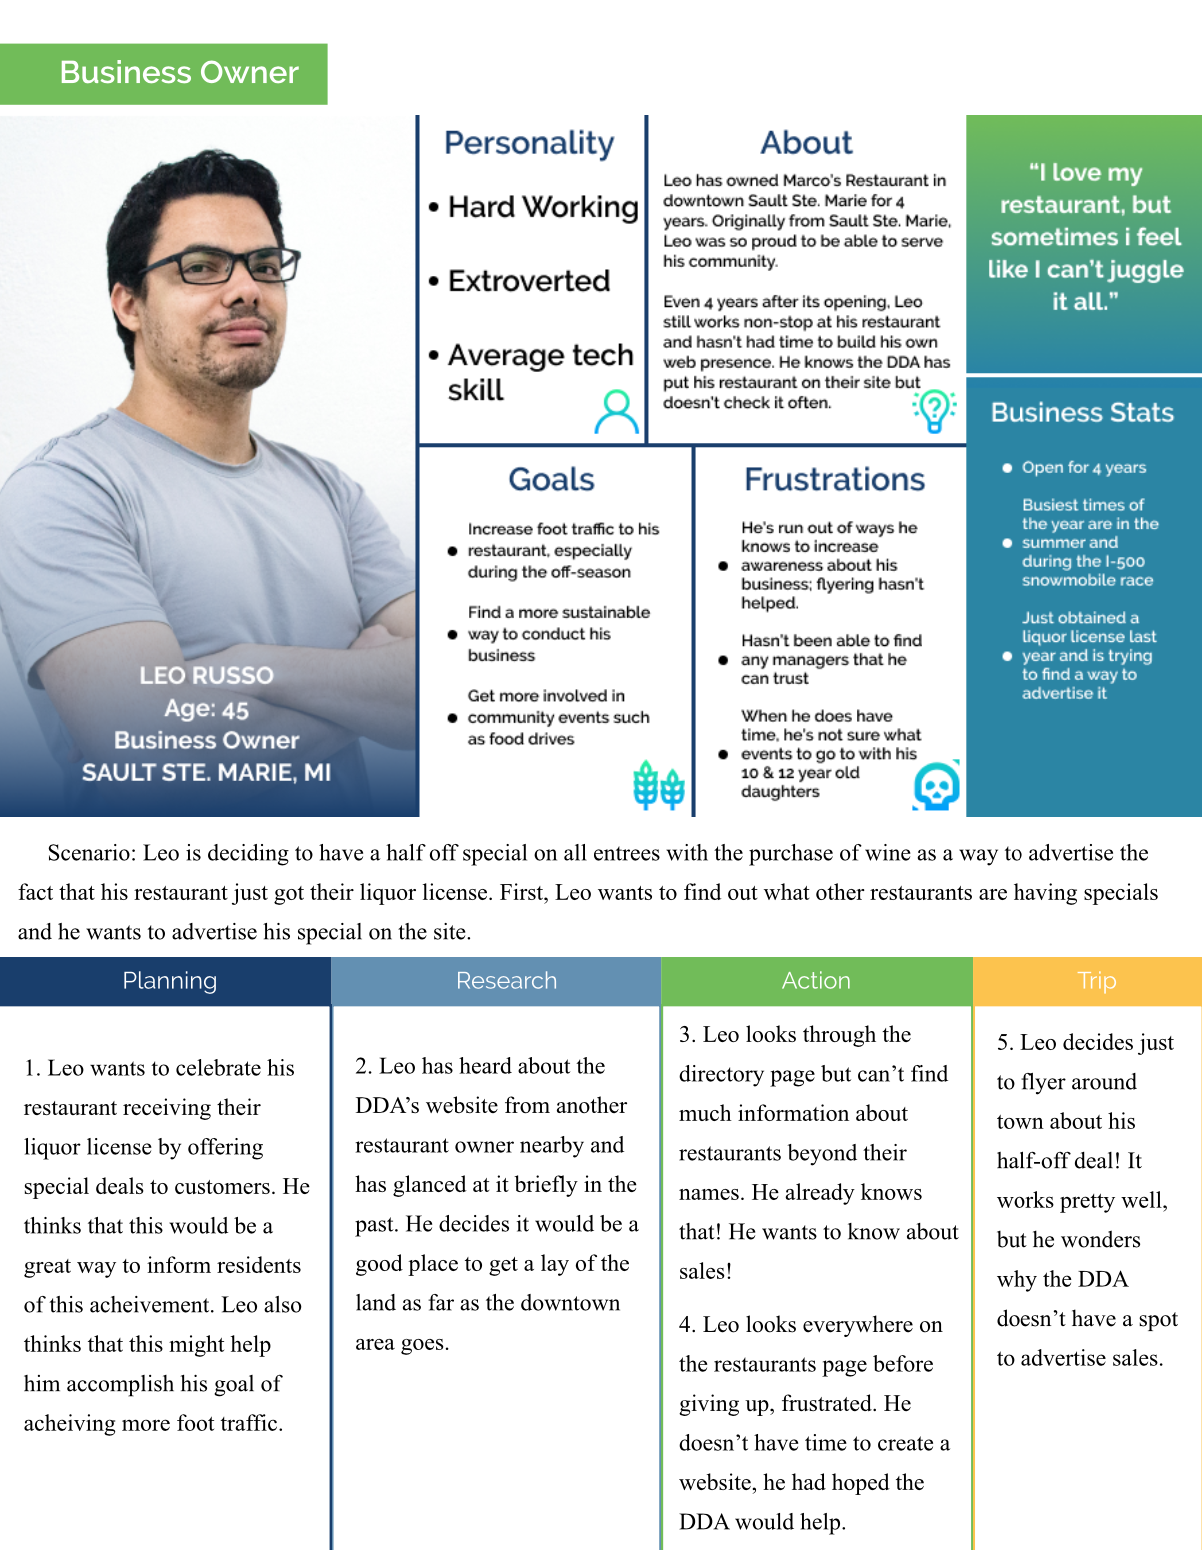 Business Owner
LEO RUSSO
Age: 45
Business Owner
SAULT STE. MARIE, MI
Personality
• Hard Working
• Extroverted
• Average tech
skill
About
Leo has owned Marco's Restaurant in
downtown Sault Ste. Marie for 4
years. Originally from Sault Ste. Marie,
Leo was so proud to be able to serve
his community.
Even 4 years after its opening, Leo
still works non-stop at his restaurant
and hasn't had time to build his own
web presence. He knows the DDA has
put his restaurant on their site but
doesn't check it often.
"I love my
restaurant, but
sometimes i feel
like I can't juggle
it all."
Goals
Increase foot traffic to his
• restaurant, especially
during the off-season
Find a more sustainable
• way to conduct his
business
Get more involved in
• community events such
as food drives
Frustrations
He's run out of ways he
knows to increase
• awareness about his
business; flyering hasn't
helped.
Hasn't been able to find
• any managers that he
can trust
When he does have
time, he's not sure what
• events to go to with his
10 & 12 year old
daughters
Business Stats
• Open for 4 years
Busiest times of
the year are in the
• summer and
during the I-500
snowmobile race
Just obtained a
liquor license last
• year and is trying
to find a way to
advertise it
Scenario: Leo is deciding to have a half off special on all entrees with the purchase of wine as a way to advertise the
fact that his restaurant just got their liquor license. First, Leo wants to find out what other restaurants are having specials
and he wants to advertise his special on the site.
Planning
1. Leo wants to celebrate his
restaurant receiving their
liquor license by offering
special deals to customers. He
thinks that this would be a
great way to inform residents
of this acheivement. Leo also
thinks that this might help
him accomplish his goal of
acheiving more foot traffic.
Research
2. Leo has heard about the
DDA's website from another
restaurant owner nearby and
has glanced at it briefly in the
past. He decides it would be a
good place to get a lay of the
land as far as the downtown
area goes.
Action
3. Leo looks through the
directory page but can't find
much information about
restaurants beyond their
names. He already knows
that! He wants to know about
sales!
4. Leo looks everywhere on
the restaurants page before
giving up, frustrated. He
doesn't have time to create a
website, he had hoped the
DDA would help.
Trip
5. Leo decides just
to flyer around
town about his
half-off deal! It
works pretty well,
but he wonders
why the DDA
doesn't have a spot
to advertise sales.